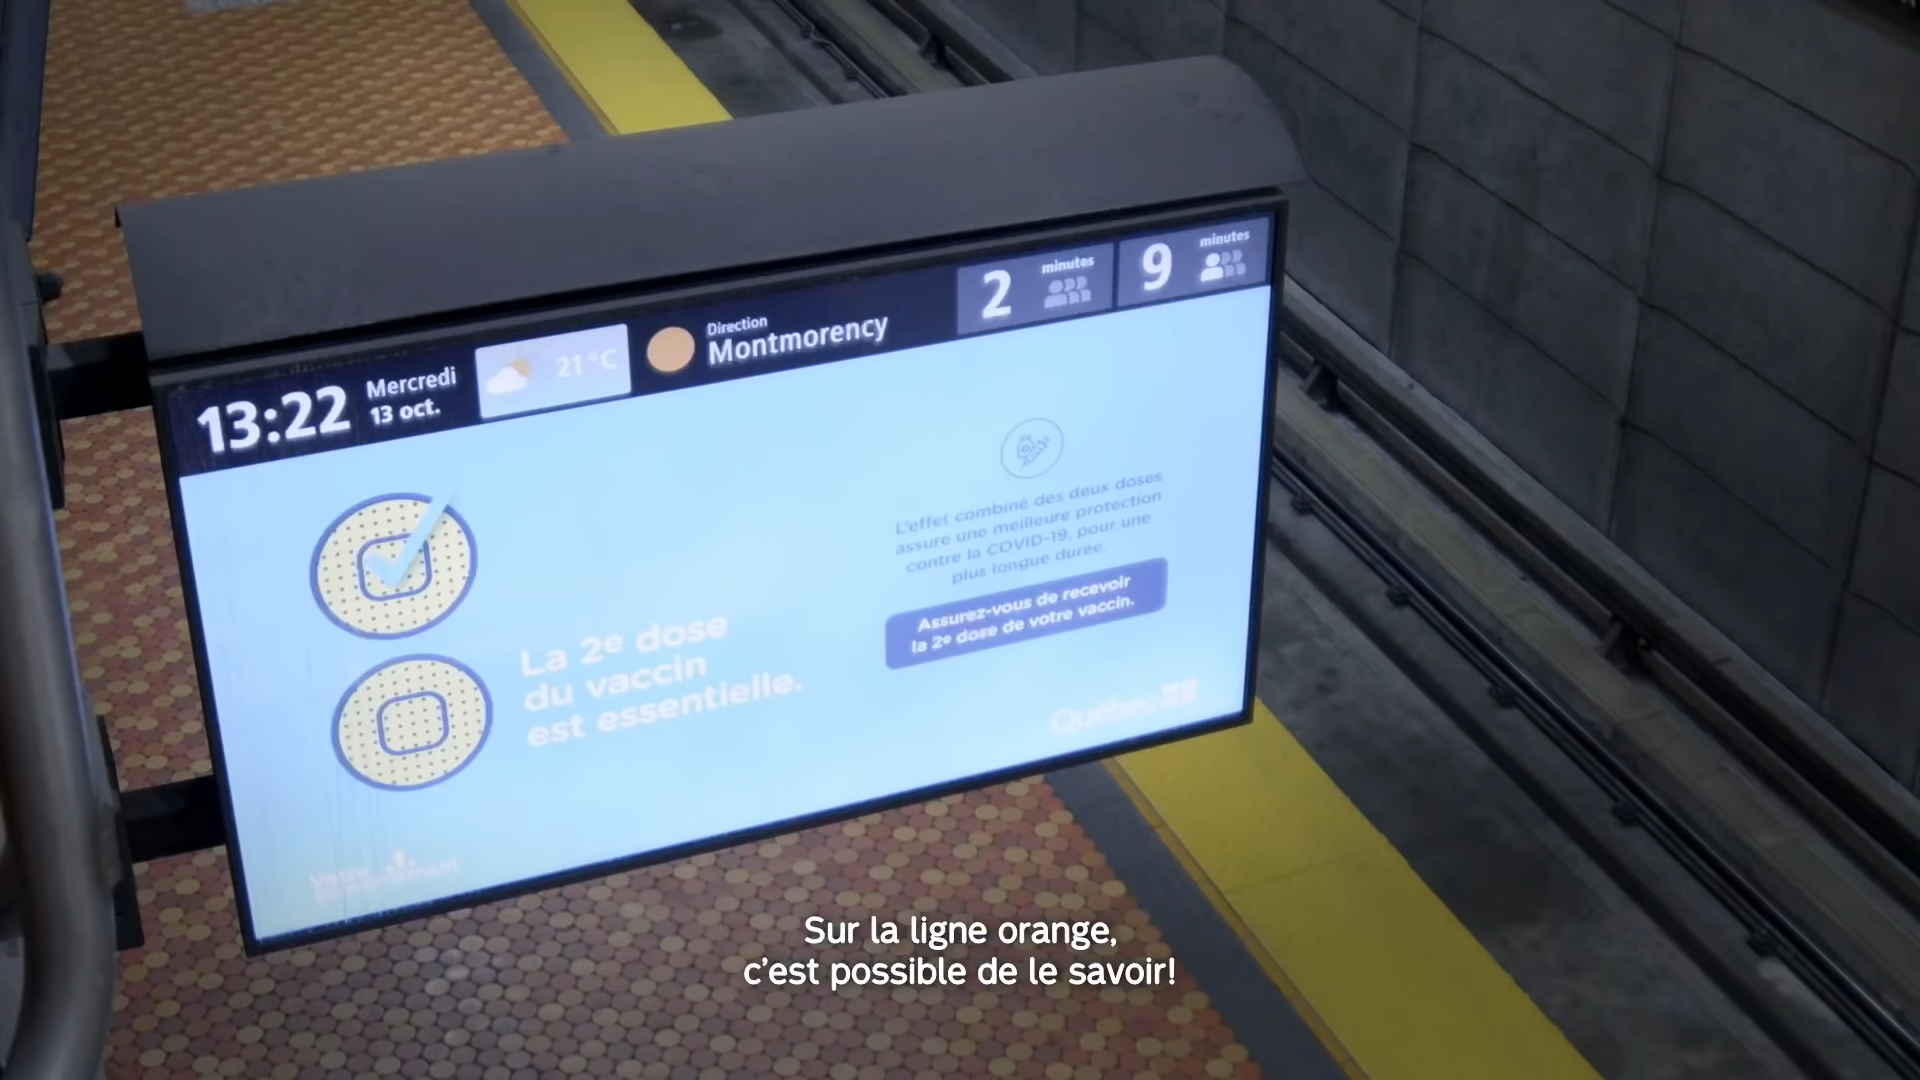 13:22
Mercredi
13 oct.
21°C
Direction
Montmorency
2
minutes
9
minutes
La 2e dose
du vaccin
est essentielle.
L'effet combiné des deux doses
assure une meilleure protection
contre la COVID-19, pour une
plus longue durée.
Assurez-vous de recevoir
la 2e dose de votre vaccin.
Québec
Votre
Sur la ligne orange,
c'est possible de le savoir!